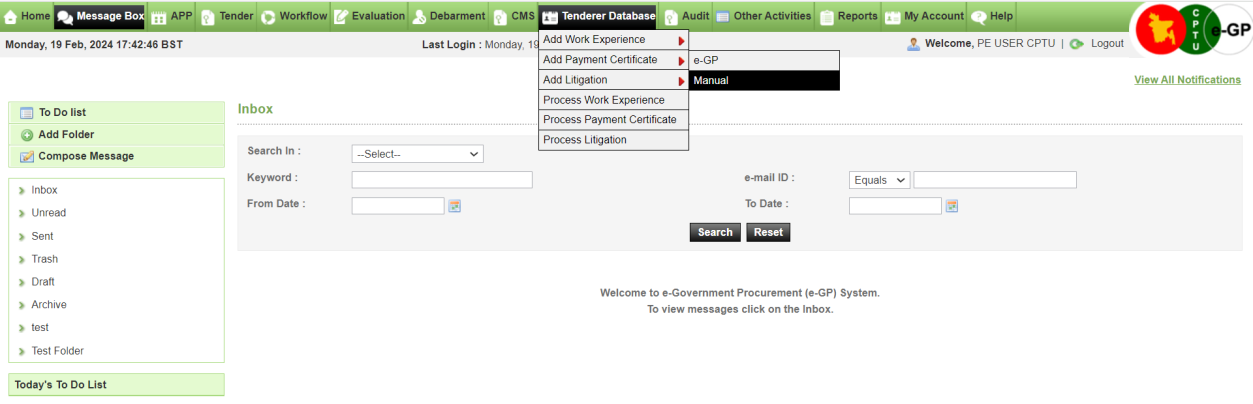 Home Message Box APP Tender Workflow Evaluation Debarment CMS Tenderer Database Audit Other Activities Reports My Account Help
CPTU e-GP
Monday, 19 Feb, 2024 17:42:46 BST Last Login : Monday, 19 Welcome, PE USER CPTU | Logout
Add Work Experience
Add Payment Certificate
Add Litigation
Process Work Experience
Process Payment Certificate
Process Litigation
e-GP
Manual
View All Notifications
To Do list
Add Folder
Compose Message
Inbox
Unread
Sent
Trash
Draft
Archive
test
Test Folder
Today's To Do List
Inbox
Search In : --Select--
Keyword : e-mail ID : Equals
From Date : To Date :
Search Reset
Welcome to e-Government Procurement (e-GP) System.
To view messages click on the Inbox.